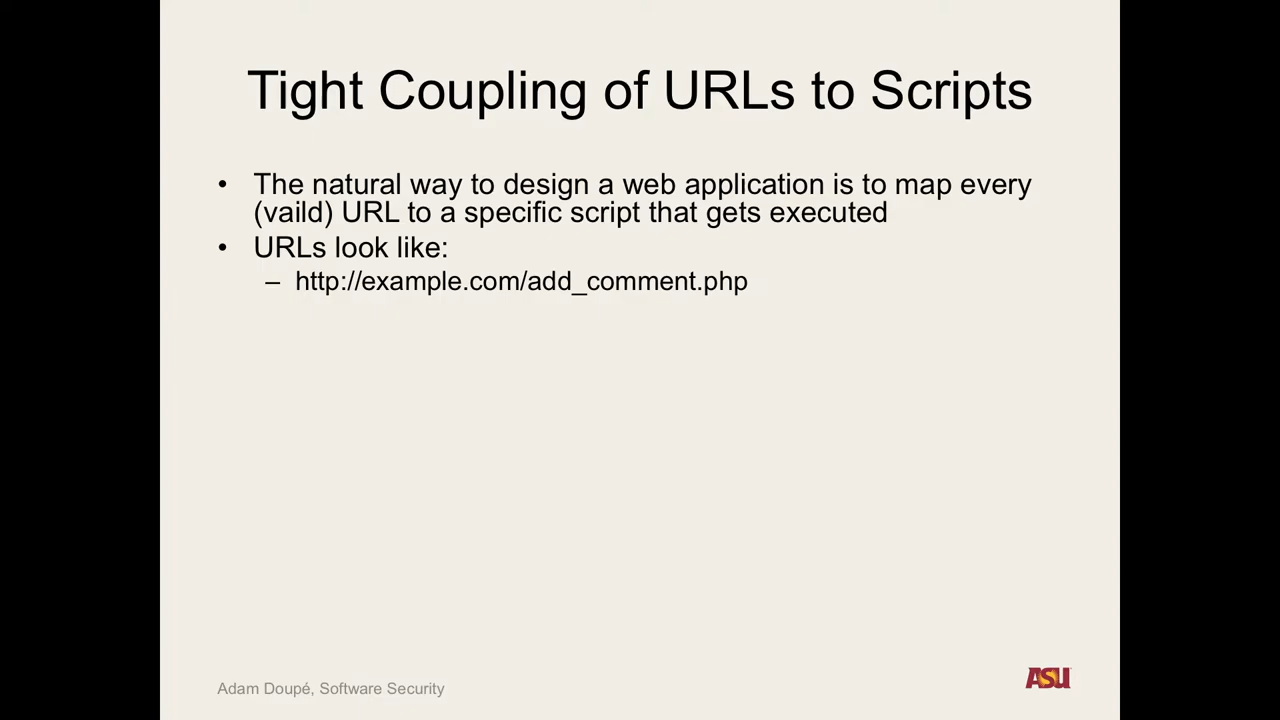 Tight Coupling of URLs to Scripts
• The natural way to design a web application is to map every
(vaild) URL to a specific script that gets executed
• URLs look like:
– http://example.com/add_comment.php
Adam Doupé, Software Security
ASU